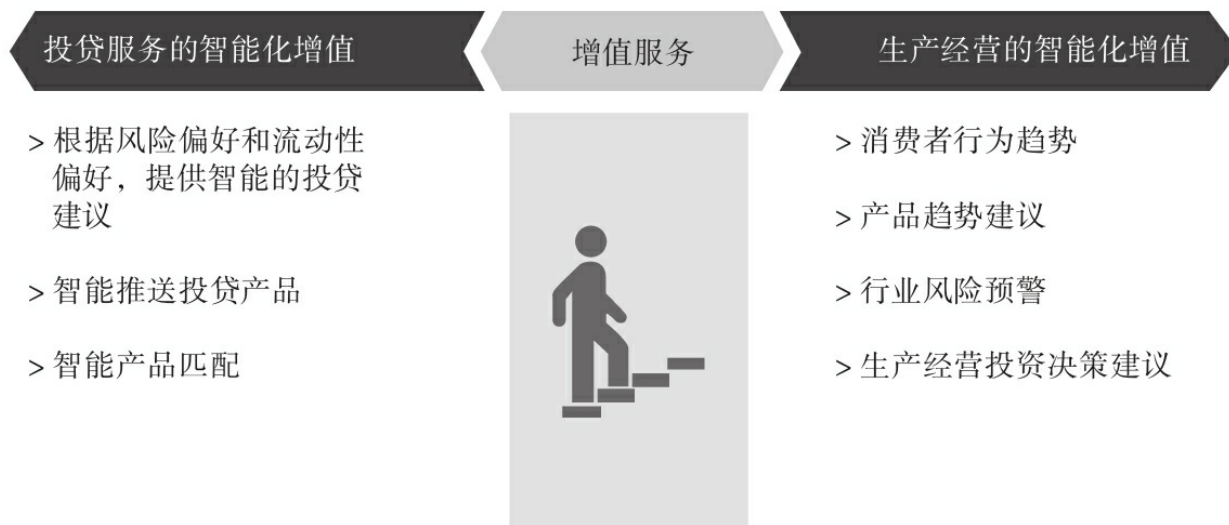 投贷服务的智能化增值
增值服务
生产经营的智能化增值
> 根据风险偏好和流动性
偏好，提供智能的投贷
建议
> 智能推送投贷产品
> 智能产品匹配
> 消费者行为趋势
> 产品趋势建议
> 行业风险预警
> 生产经营投资决策建议